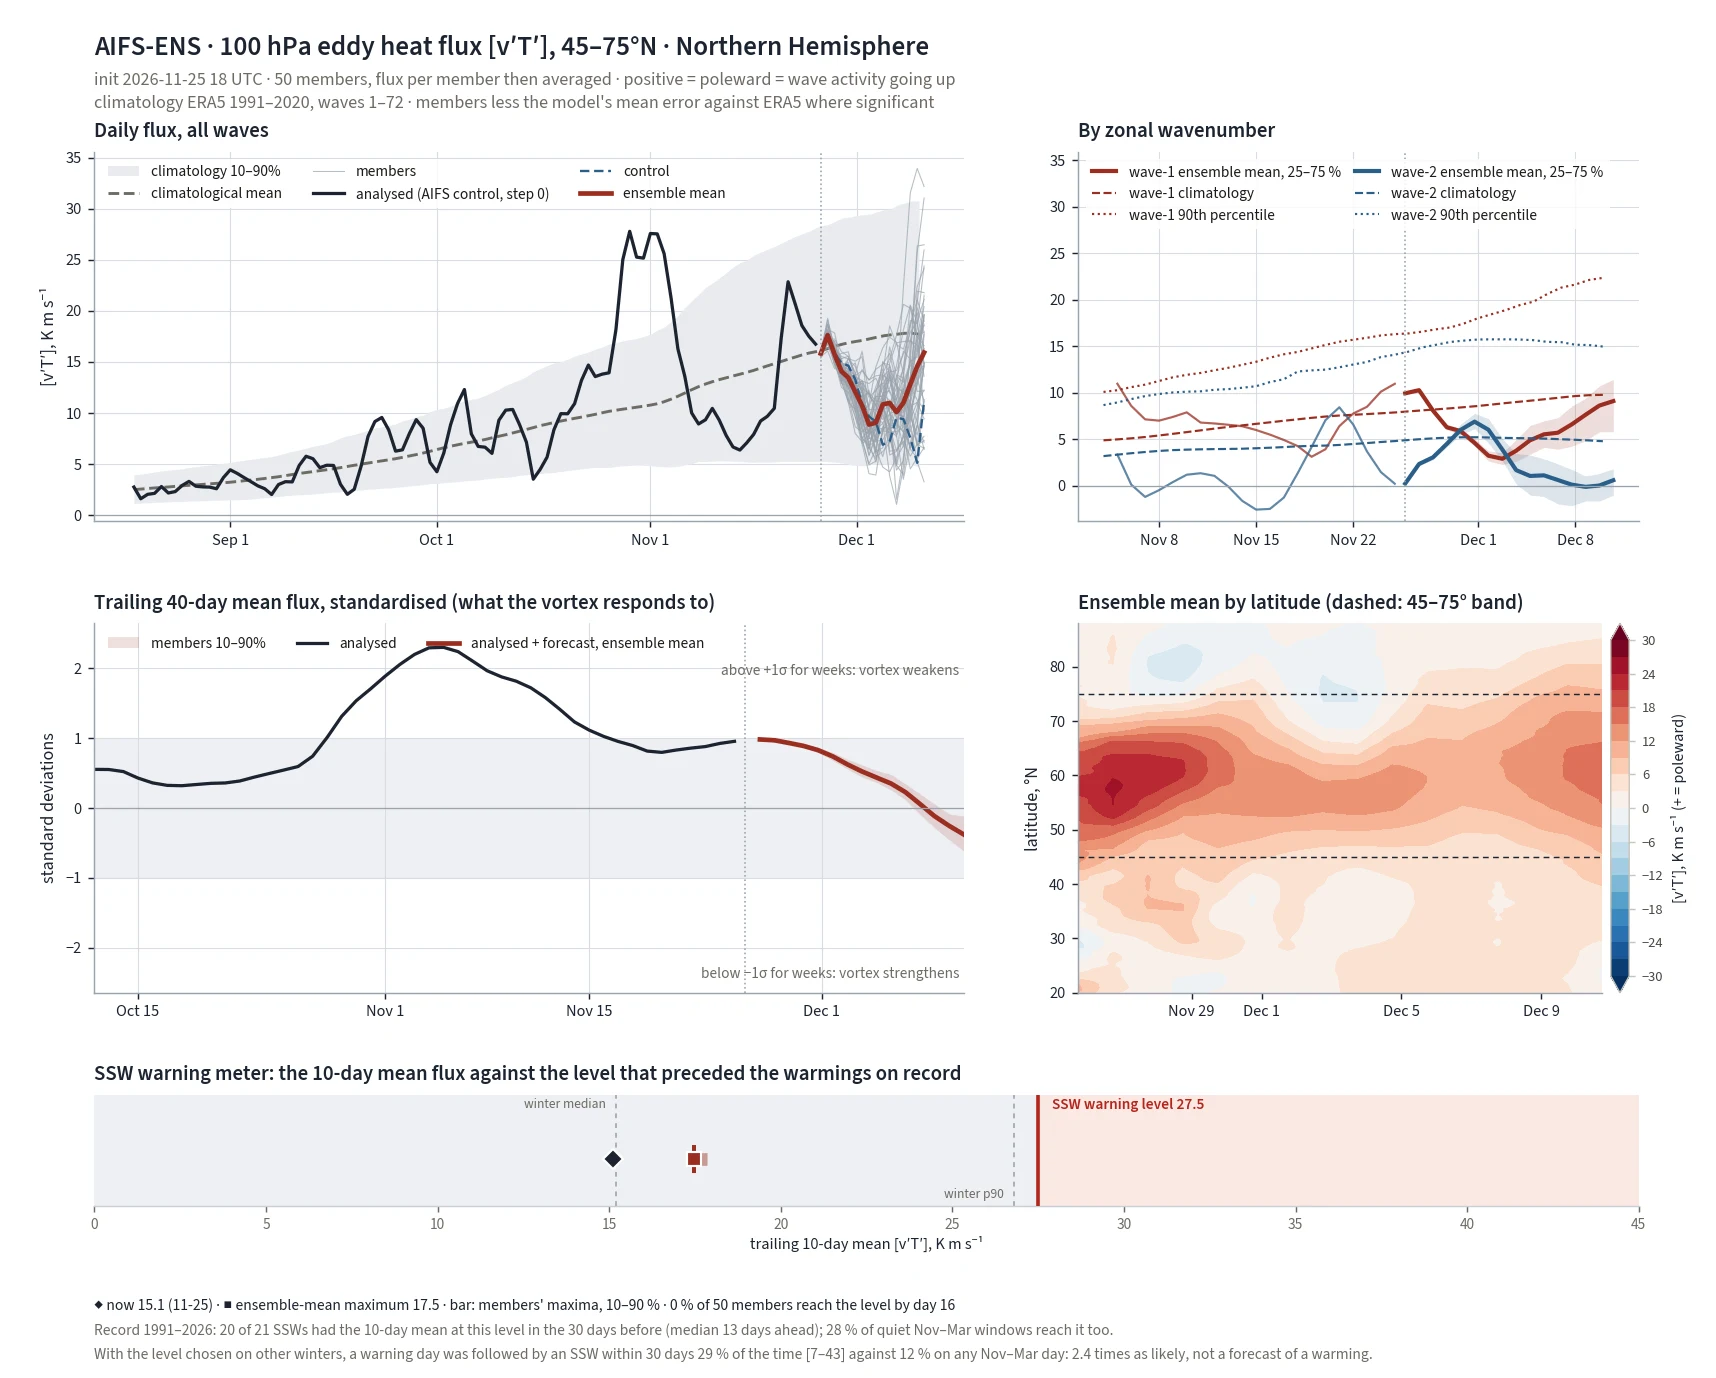 AIFS-ENS · 100 hPa eddy heat flux [v′T′], 45–75°N · Northern Hemisphere
init 2026-11-25 18 UTC · 50 members, flux per member then averaged · positive = poleward = wave activity going up
climatology ERA5 1991–2020, waves 1–72 · members less the model's mean error against ERA5 where significant
Daily flux, all waves
climatology 10–90%
members
control
climatological mean
analysed (AIFS control, step 0)
ensemble mean
35
30
25
20
15
10
5
0
[v′T′], K m s⁻¹
Sep 1
Oct 1
Nov 1
Dec 1
By zonal wavenumber
wave-1 ensemble mean, 25–75 %
wave-2 ensemble mean, 25–75 %
wave-1 climatology
wave-2 climatology
wave-1 90th percentile
wave-2 90th percentile
35
30
25
20
15
10
5
0
Nov 8
Nov 15
Nov 22
Dec 1
Dec 8
Trailing 40-day mean flux, standardised (what the vortex responds to)
members 10–90%
analysed
analysed + forecast, ensemble mean
above +1σ for weeks: vortex weakens
below −1σ for weeks: vortex strengthens
2
1
0
−1
−2
standard deviations
Oct 15
Nov 1
Nov 15
Dec 1
Ensemble mean by latitude (dashed: 45–75° band)
80
70
60
50
40
30
20
latitude, °N
Nov 29
Dec 1
Dec 5
Dec 9
30
24
18
12
6
0
−6
−12
−18
−24
−30
[v′T′], K m s⁻¹ (+ = poleward)
SSW warning meter: the 10-day mean flux against the level that preceded the warmings on record
winter median
SSW warning level 27.5
winter p90
0
5
10
15
20
25
30
35
40
45
trailing 10-day mean [v′T′], K m s⁻¹
◆ now 15.1 (11-25) · ■ ensemble-mean maximum 17.5 · bar: members' maxima, 10–90 % · 0 % of 50 members reach the level by day 16
Record 1991–2026: 20 of 21 SSWs had the 10-day mean at this level in the 30 days before (median 13 days ahead); 28 % of quiet Nov–Mar windows reach it too.
With the level chosen on other winters, a warning day was followed by an SSW within 30 days 29 % of the time [7–43] against 12 % on any Nov–Mar day: 2.4 times as likely, not a forecast of a warming.